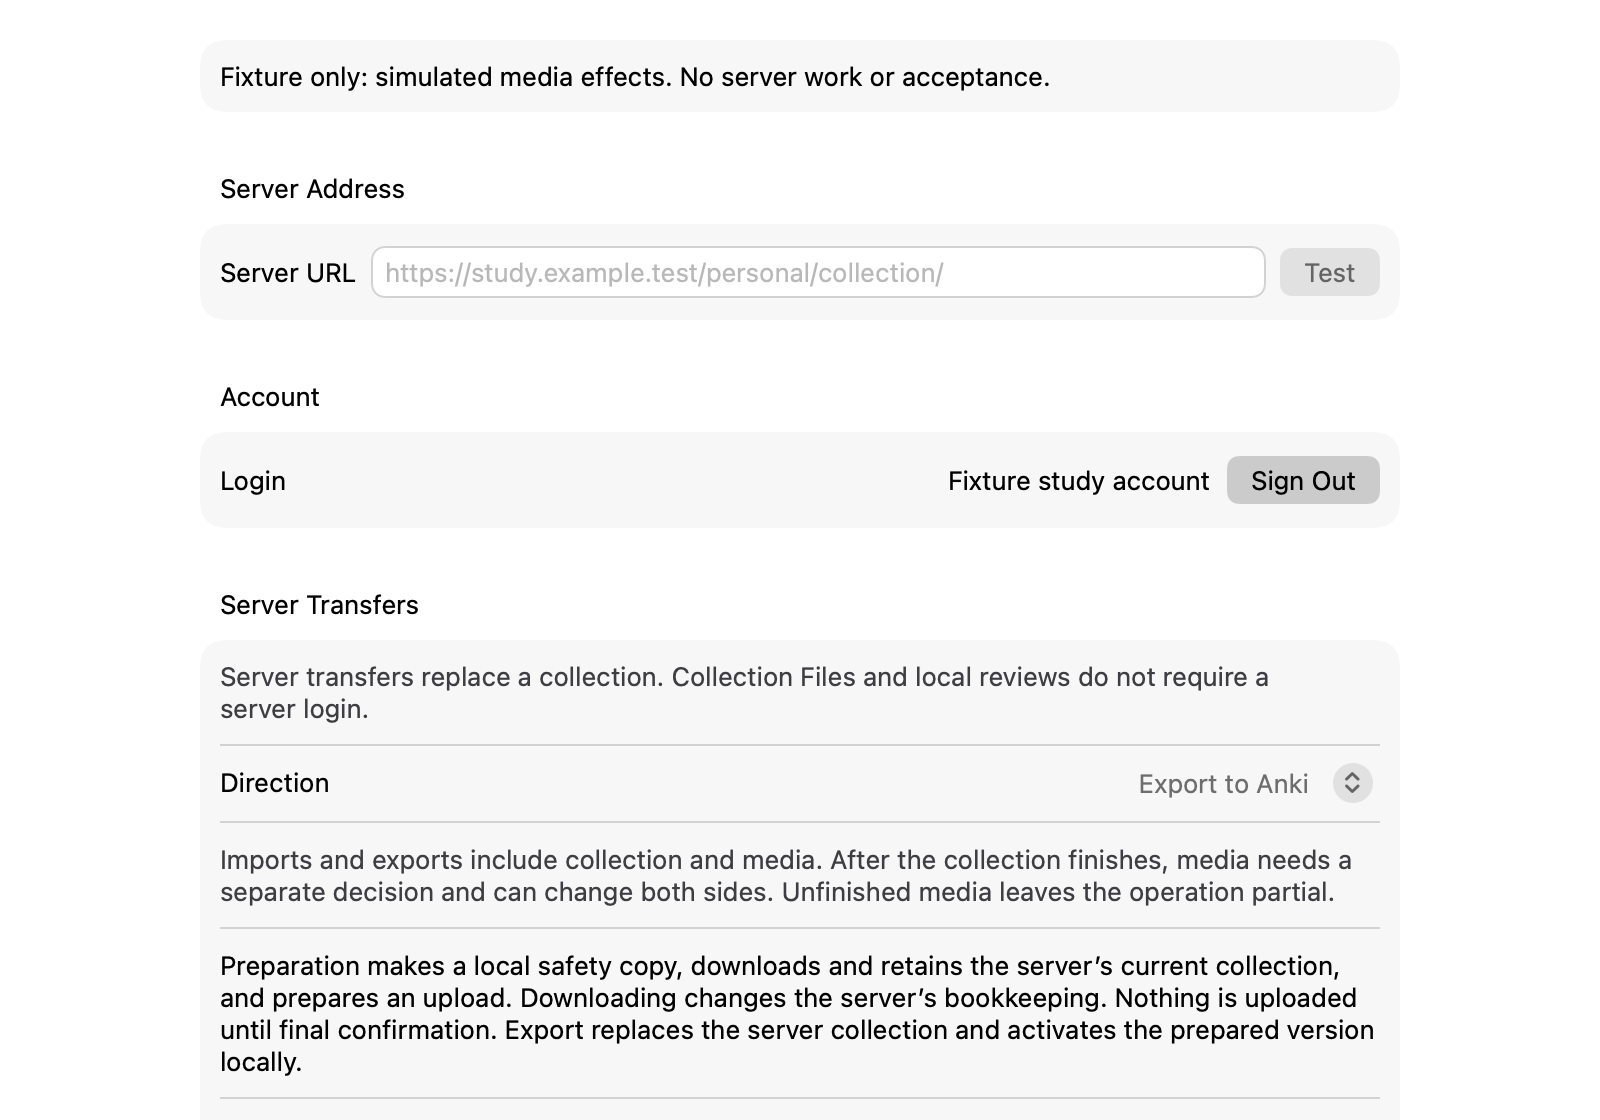 Fixture only: simulated media effects. No server work or acceptance.
Server Address
Server URL https://study.example.test/personal/collection/ Test
Account
Login Fixture study account Sign Out
Server Transfers
Server transfers replace a collection. Collection Files and local reviews do not require a
server login.
Direction Export to Anki
Imports and exports include collection and media. After the collection finishes, media needs a
separate decision and can change both sides. Unfinished media leaves the operation partial.
Preparation makes a local safety copy, downloads and retains the server’s current collection,
and prepares an upload. Downloading changes the server’s bookkeeping. Nothing is uploaded
until final confirmation. Export replaces the server collection and activates the prepared version
locally.